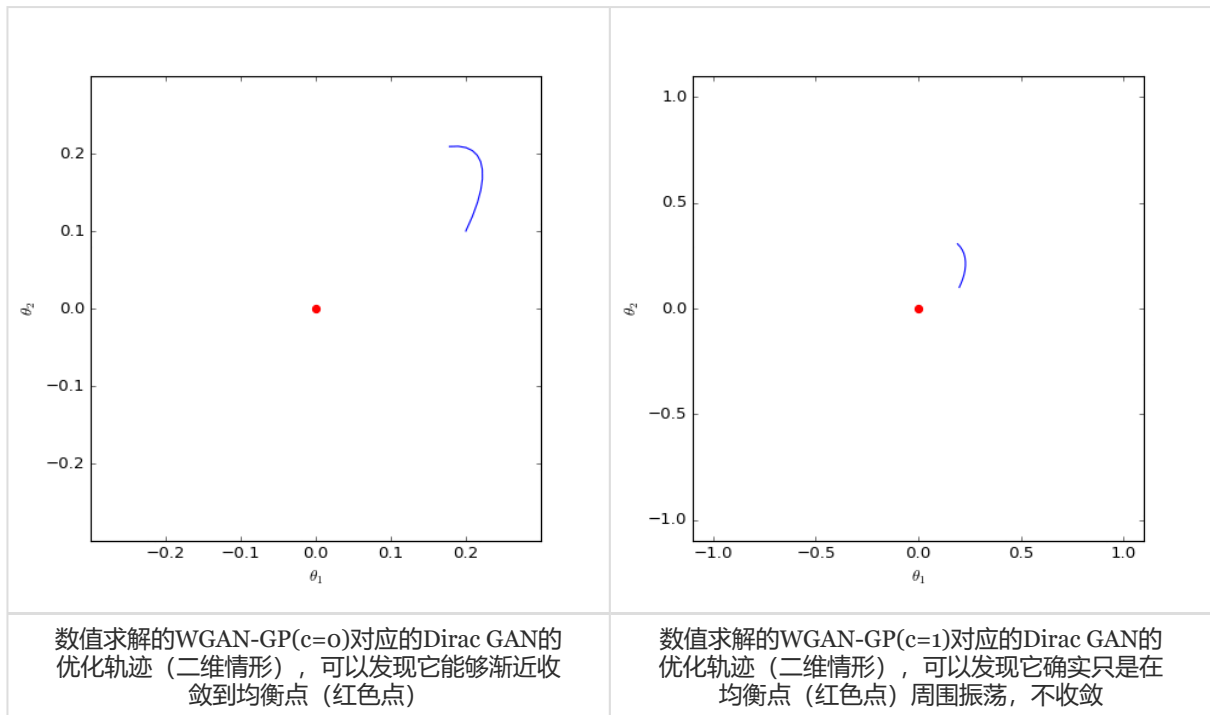 0.2
0.1
0.0
−0.1
−0.2
θ₂
−0.2 −0.1 0.0 0.1 0.2
θ₁
1.0
0.5
0.0
−0.5
−1.0
θ₂
−1.0 −0.5 0.0 0.5 1.0
θ₁
数值求解的WGAN-GP(c=0)对应的Dirac GAN的
优化轨迹（二维情形），可以发现它能够渐近收
敛到均衡点（红色点）
数值求解的WGAN-GP(c=1)对应的Dirac GAN的
优化轨迹（二维情形），可以发现它确实只是在
均衡点（红色点）周围振荡，不收敛